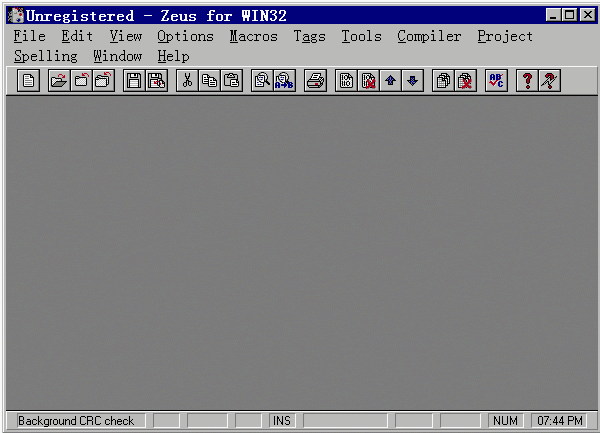 Unregistered - Zeus for WIN32
File Edit View Options Macros Tags Tools Compiler Project
Spelling Window Help
A→B AB C ? ?
Background CRC check INS NUM 07:44 PM